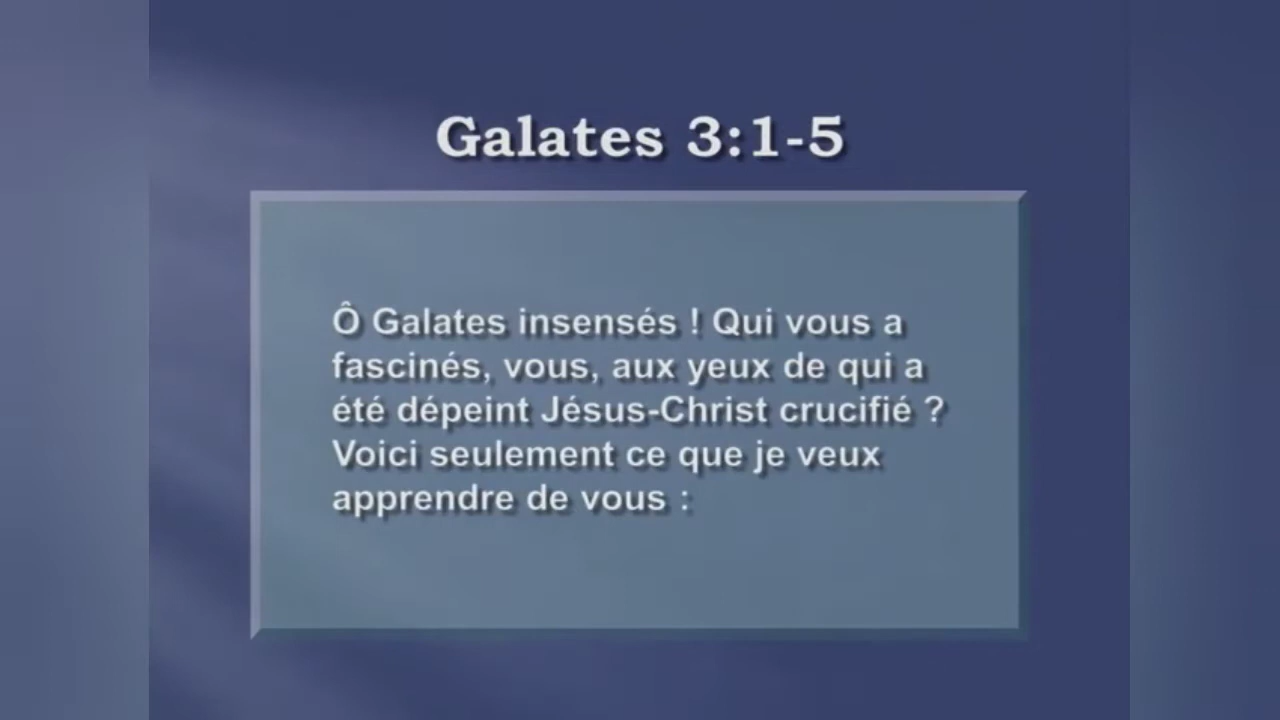 Galates 3:1-5
Ô Galates insensés ! Qui vous a
fascinés, vous, aux yeux de qui a
été dépeint Jésus-Christ crucifié ?
Voici seulement ce que je veux
apprendre de vous :